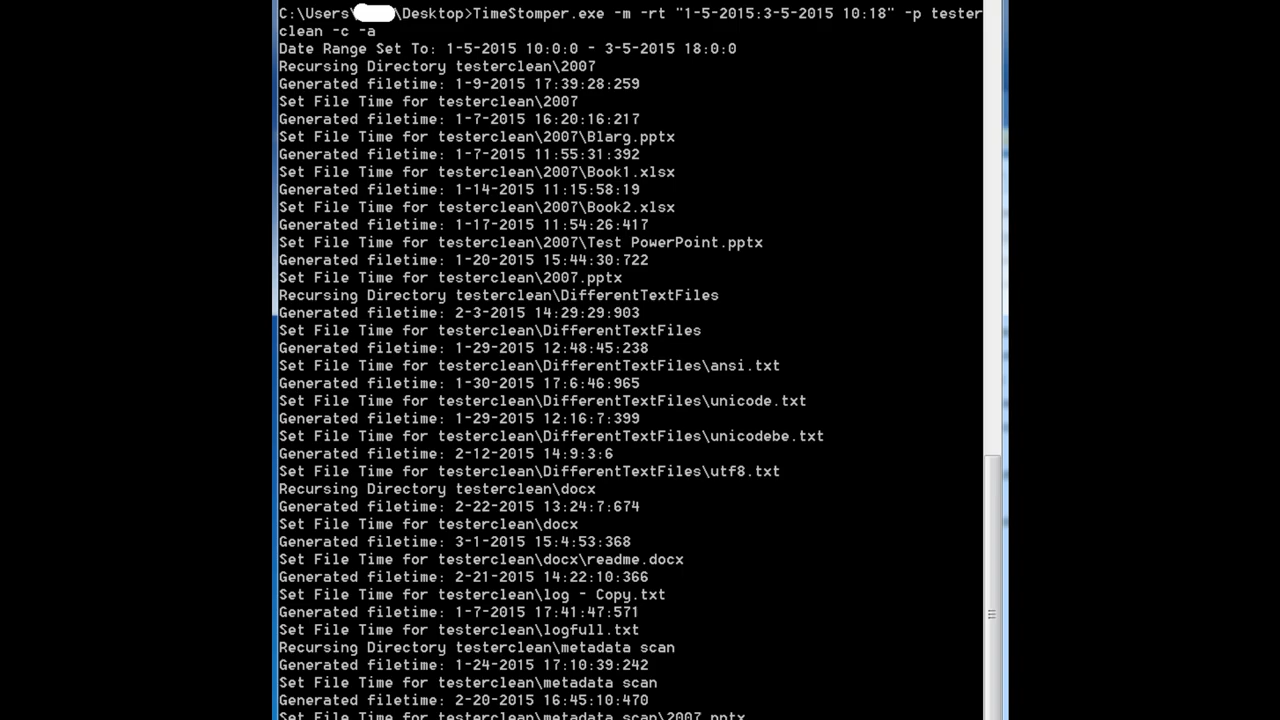 C:\Users\ \Desktop>TimeStomper.exe -m -rt "1-5-2015:3-5-2015 10:18" -p tester
clean -c -a
Date Range Set To: 1-5-2015 10:0:0 - 3-5-2015 18:0:0
Recursing Directory testerclean\2007
Generated filetime: 1-9-2015 17:39:28:259
Set File Time for testerclean\2007
Generated filetime: 1-7-2015 16:20:16:217
Set File Time for testerclean\2007\Blarg.pptx
Generated filetime: 1-7-2015 11:55:31:392
Set File Time for testerclean\2007\Book1.xlsx
Generated filetime: 1-14-2015 11:15:58:19
Set File Time for testerclean\2007\Book2.xlsx
Generated filetime: 1-17-2015 11:54:26:417
Set File Time for testerclean\2007\Test PowerPoint.pptx
Generated filetime: 1-20-2015 15:44:30:722
Set File Time for testerclean\2007.pptx
Recursing Directory testerclean\DifferentTextFiles
Generated filetime: 2-3-2015 14:29:29:903
Set File Time for testerclean\DifferentTextFiles
Generated filetime: 1-29-2015 12:48:45:238
Set File Time for testerclean\DifferentTextFiles\ansi.txt
Generated filetime: 1-30-2015 17:6:46:965
Set File Time for testerclean\DifferentTextFiles\unicode.txt
Generated filetime: 1-29-2015 12:16:7:399
Set File Time for testerclean\DifferentTextFiles\unicodebe.txt
Generated filetime: 2-12-2015 14:9:3:6
Set File Time for testerclean\DifferentTextFiles\utf8.txt
Recursing Directory testerclean\docx
Generated filetime: 2-22-2015 13:24:7:674
Set File Time for testerclean\docx
Generated filetime: 3-1-2015 15:4:53:368
Set File Time for testerclean\docx\readme.docx
Generated filetime: 2-21-2015 14:22:10:366
Set File Time for testerclean\log - Copy.txt
Generated filetime: 1-7-2015 17:41:47:571
Set File Time for testerclean\logfull.txt
Recursing Directory testerclean\metadata scan
Generated filetime: 1-24-2015 17:10:39:242
Set File Time for testerclean\metadata scan
Generated filetime: 2-20-2015 16:45:10:470
Set File Time for testerclean\metadata scan\2007.pptx